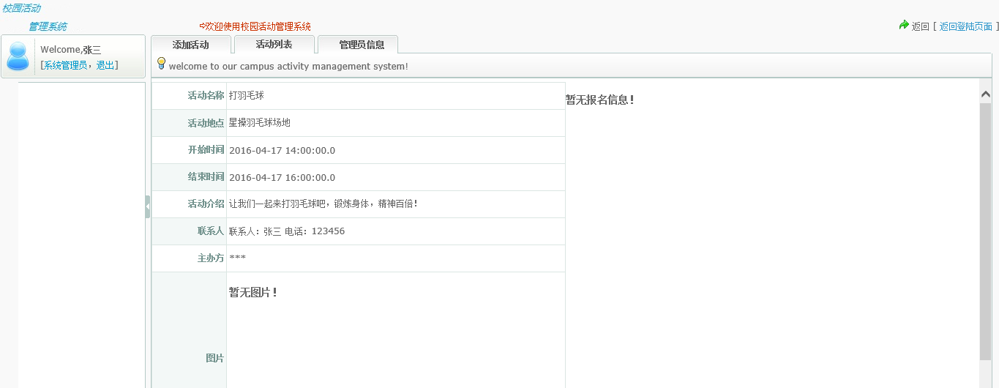 校园活动
管理系统
⇨欢迎使用校园活动管理系统
返回 [ 返回登陆页面 ]
Welcome,张三
[系统管理员，退出]
添加活动 活动列表 管理员信息
welcome to our campus activity management system!
活动名称 打羽毛球
暂无报名信息！
活动地点 星操羽毛球场地
开始时间 2016-04-17 14:00:00.0
结束时间 2016-04-17 16:00:00.0
活动介绍 让我们一起来打羽毛球吧，锻炼身体，精神百倍！
联系人 联系人：张三 电话：123456
主办方 ***
暂无图片！
图片